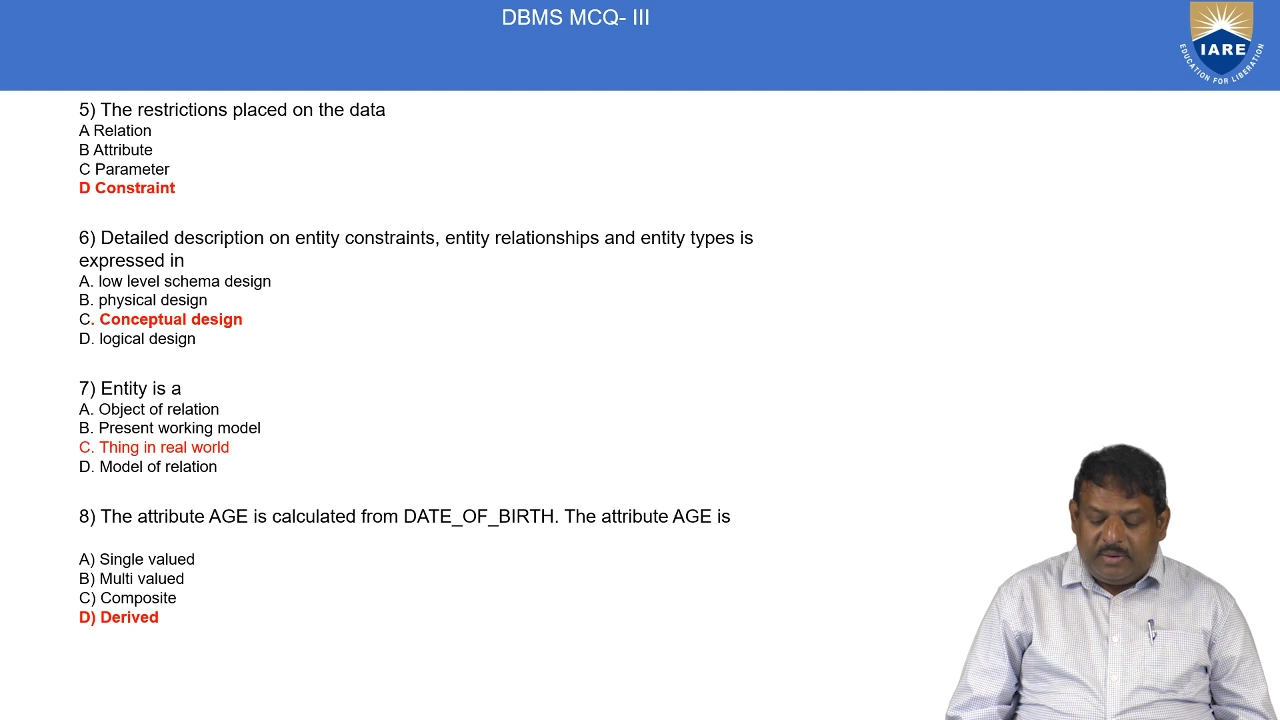 DBMS MCQ- III
IARE
EDUCATION FOR LIBERATION
5) The restrictions placed on the data
A Relation
B Attribute
C Parameter
D Constraint
6) Detailed description on entity constraints, entity relationships and entity types is
expressed in
A. low level schema design
B. physical design
C. Conceptual design
D. logical design
7) Entity is a
A. Object of relation
B. Present working model
C. Thing in real world
D. Model of relation
8) The attribute AGE is calculated from DATE_OF_BIRTH. The attribute AGE is
A) Single valued
B) Multi valued
C) Composite
D) Derived